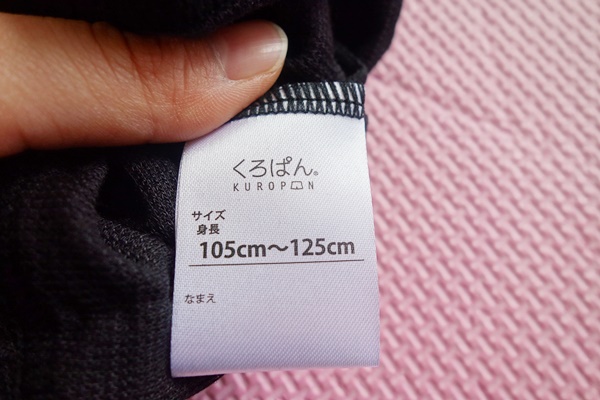 くろぱん。
KUROPAN
サイズ
身長
105cm〜125cm
なまえ